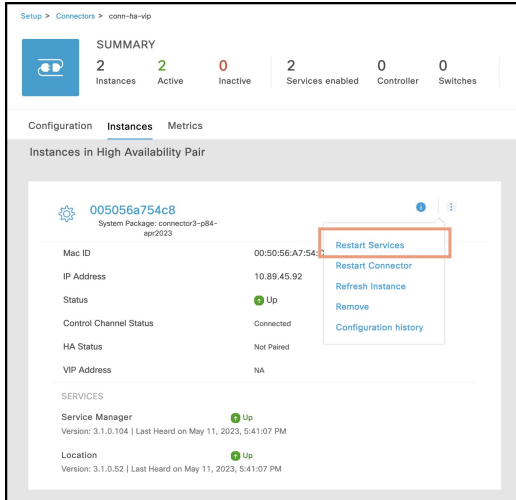 Setup > Connectors > conn-ha-vip
SUMMARY
2 2 0 2 0 0
Instances Active Inactive Services enabled Controller Switches
Configuration Instances Metrics
Instances in High Availability Pair
005056a754c8
System Package: connector3-p84-
apr2023
Restart Services
Restart Connector
Refresh Instance
Remove
Configuration history
Mac ID 00:50:56:A7:54:
IP Address 10.89.45.92
Status Up
Control Channel Status Connected
HA Status Not Paired
VIP Address NA
SERVICES
Service Manager Up
Version: 3.1.0.104 | Last Heard on May 11, 2023, 5:41:07 PM
Location Up
Version: 3.1.0.52 | Last Heard on May 11, 2023, 5:41:07 PM